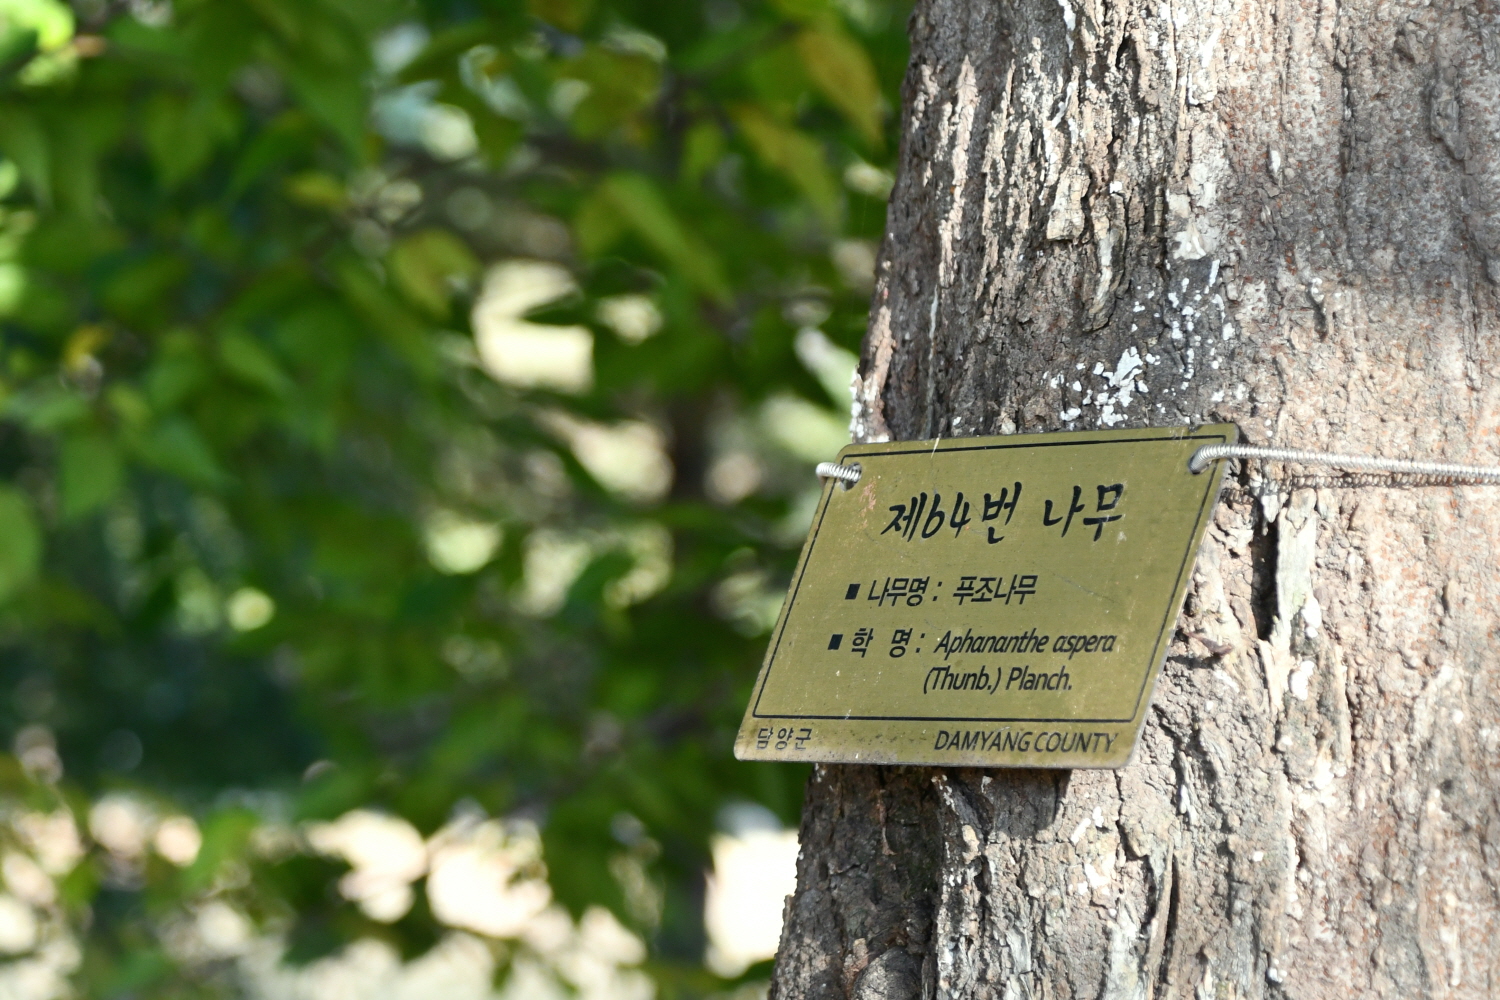 제64번 나무
■ 나무명 : 푸조나무
■ 학 명 : Aphananthe aspera
(Thunb.) Planch.
담양군 DAMYANG COUNTY